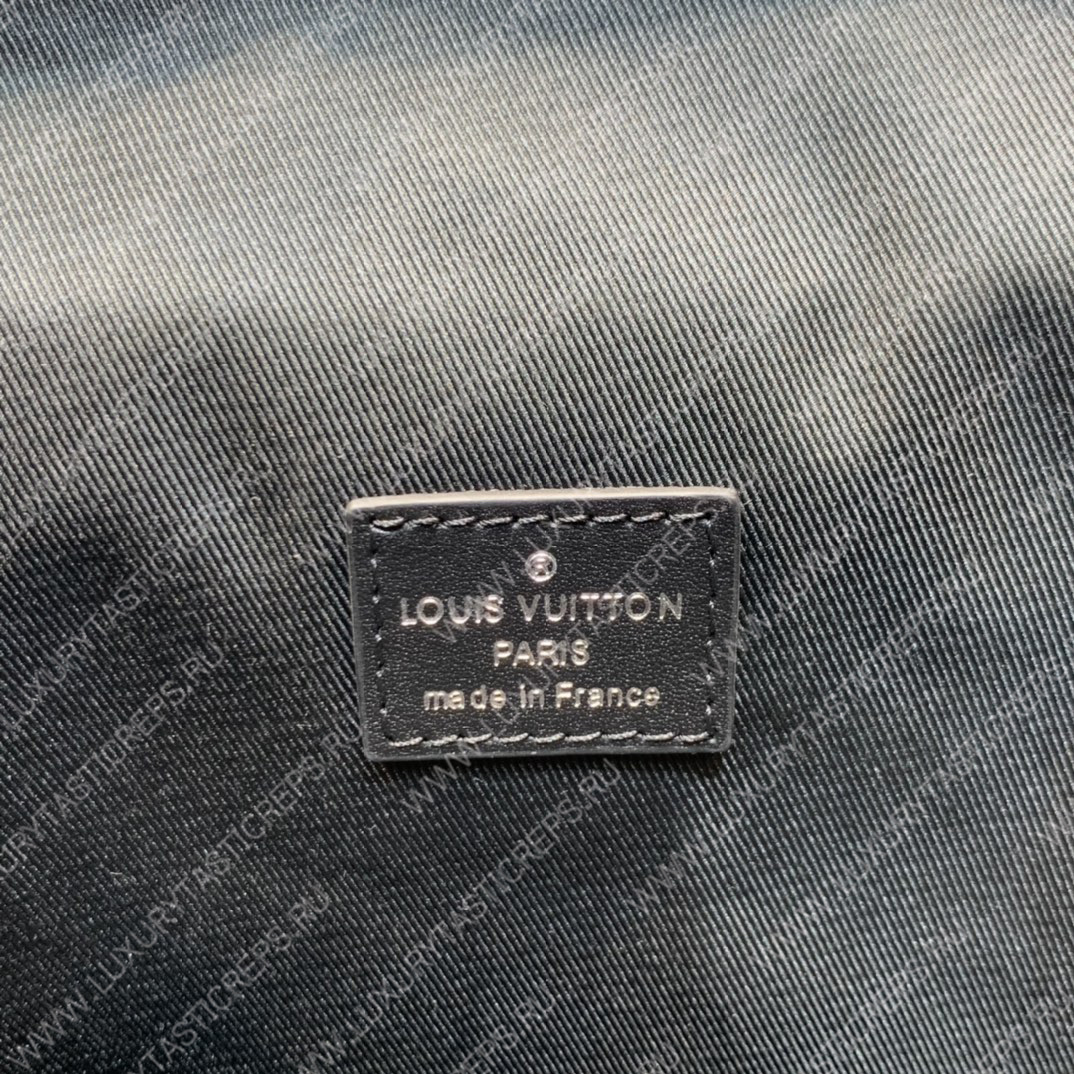 ®
LOUIS VUITTON
PARIS
made in France
WWW.LUXURYTASTICREPS.RU